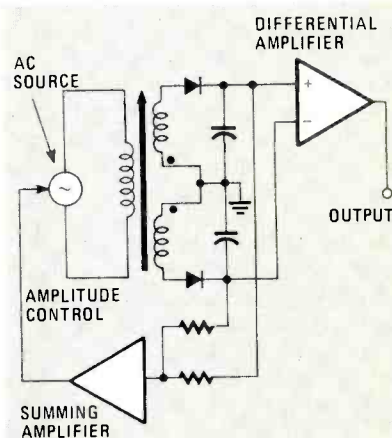 DIFFERENTIAL
AMPLIFIER
AC
SOURCE
+
−
~
OUTPUT
AMPLITUDE
CONTROL
SUMMING
AMPLIFIER